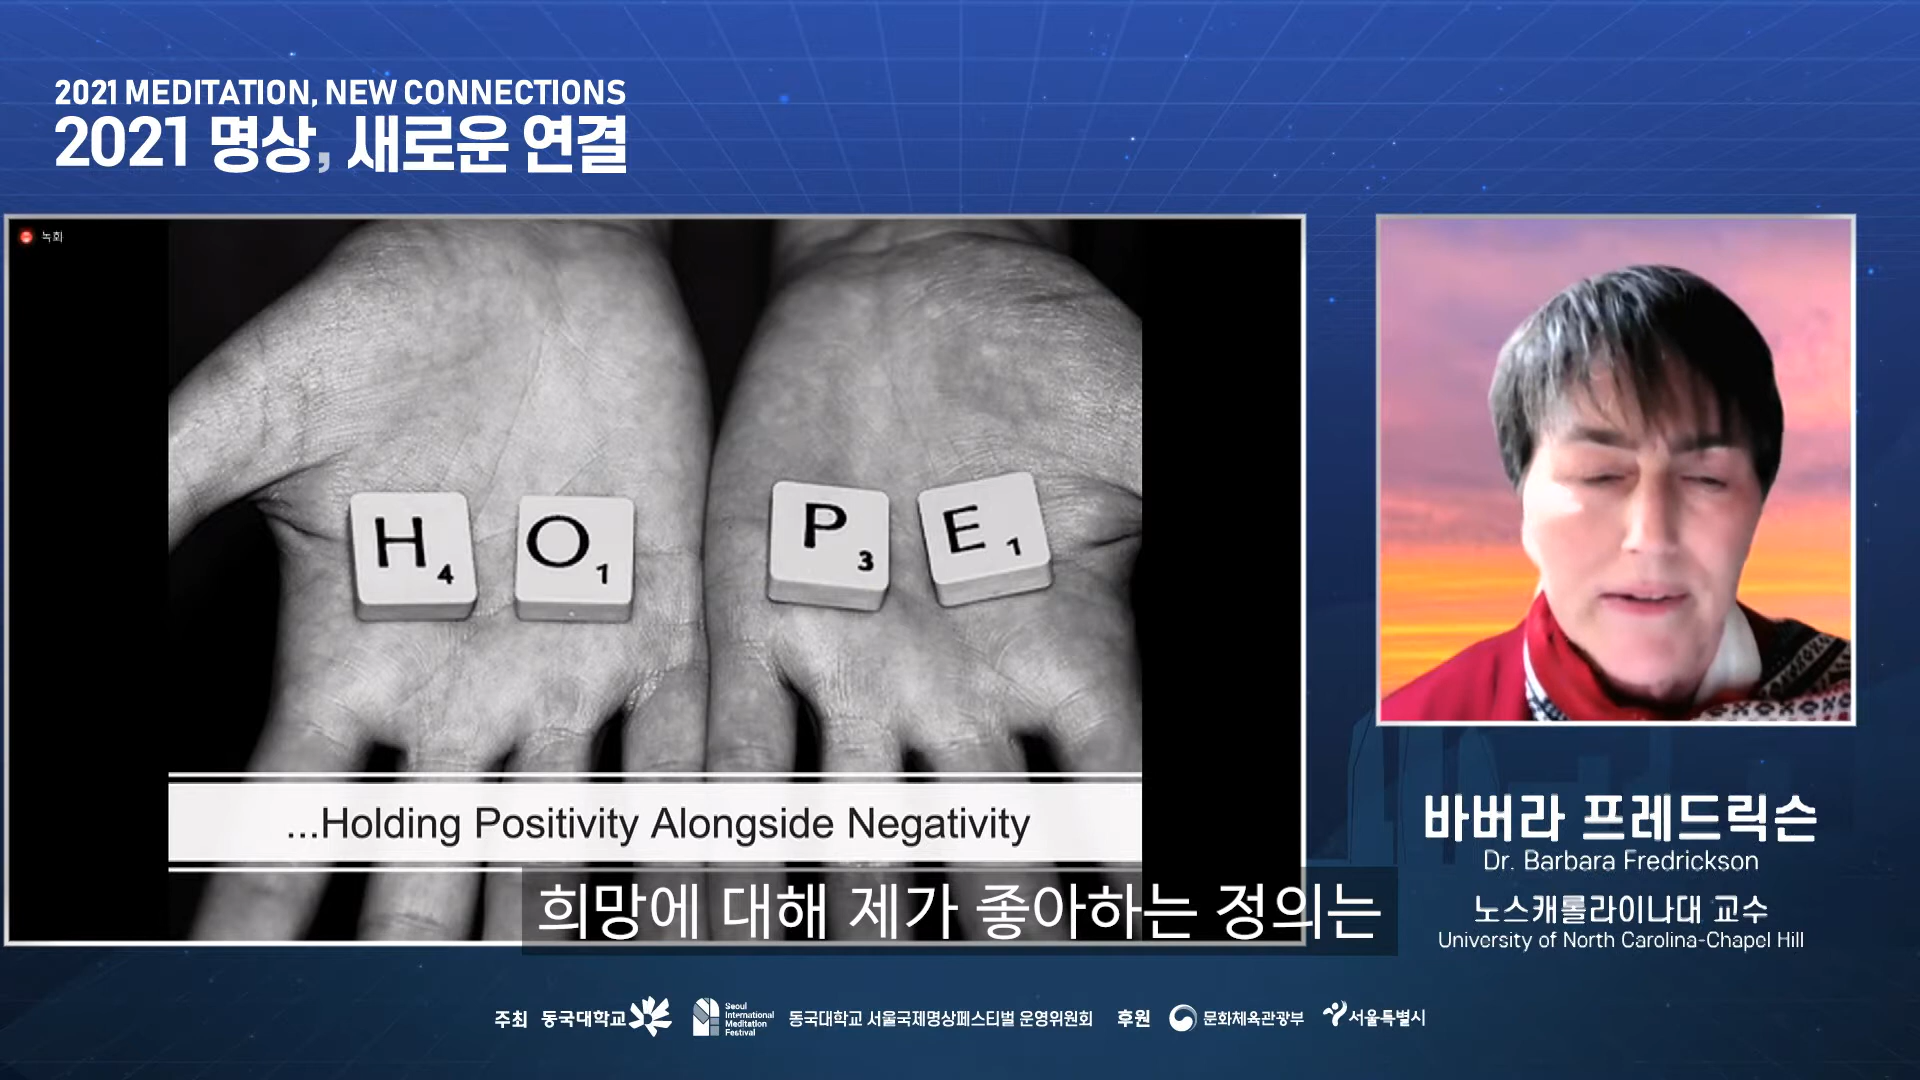 2021 MEDITATION, NEW CONNECTIONS
2021 명상, 새로운 연결
녹화
H4 O1 P3 E1
...Holding Positivity Alongside Negativity
희망에 대해 제가 좋아하는 정의는
바버라 프레드릭슨
Dr. Barbara Fredrickson
노스캐롤라이나대 교수
University of North Carolina-Chapel Hill
주최 동국대학교
Seoul
International
Meditation
Festival
동국대학교 서울국제명상페스티벌 운영위원회 후원 문화체육관광부 서울특별시